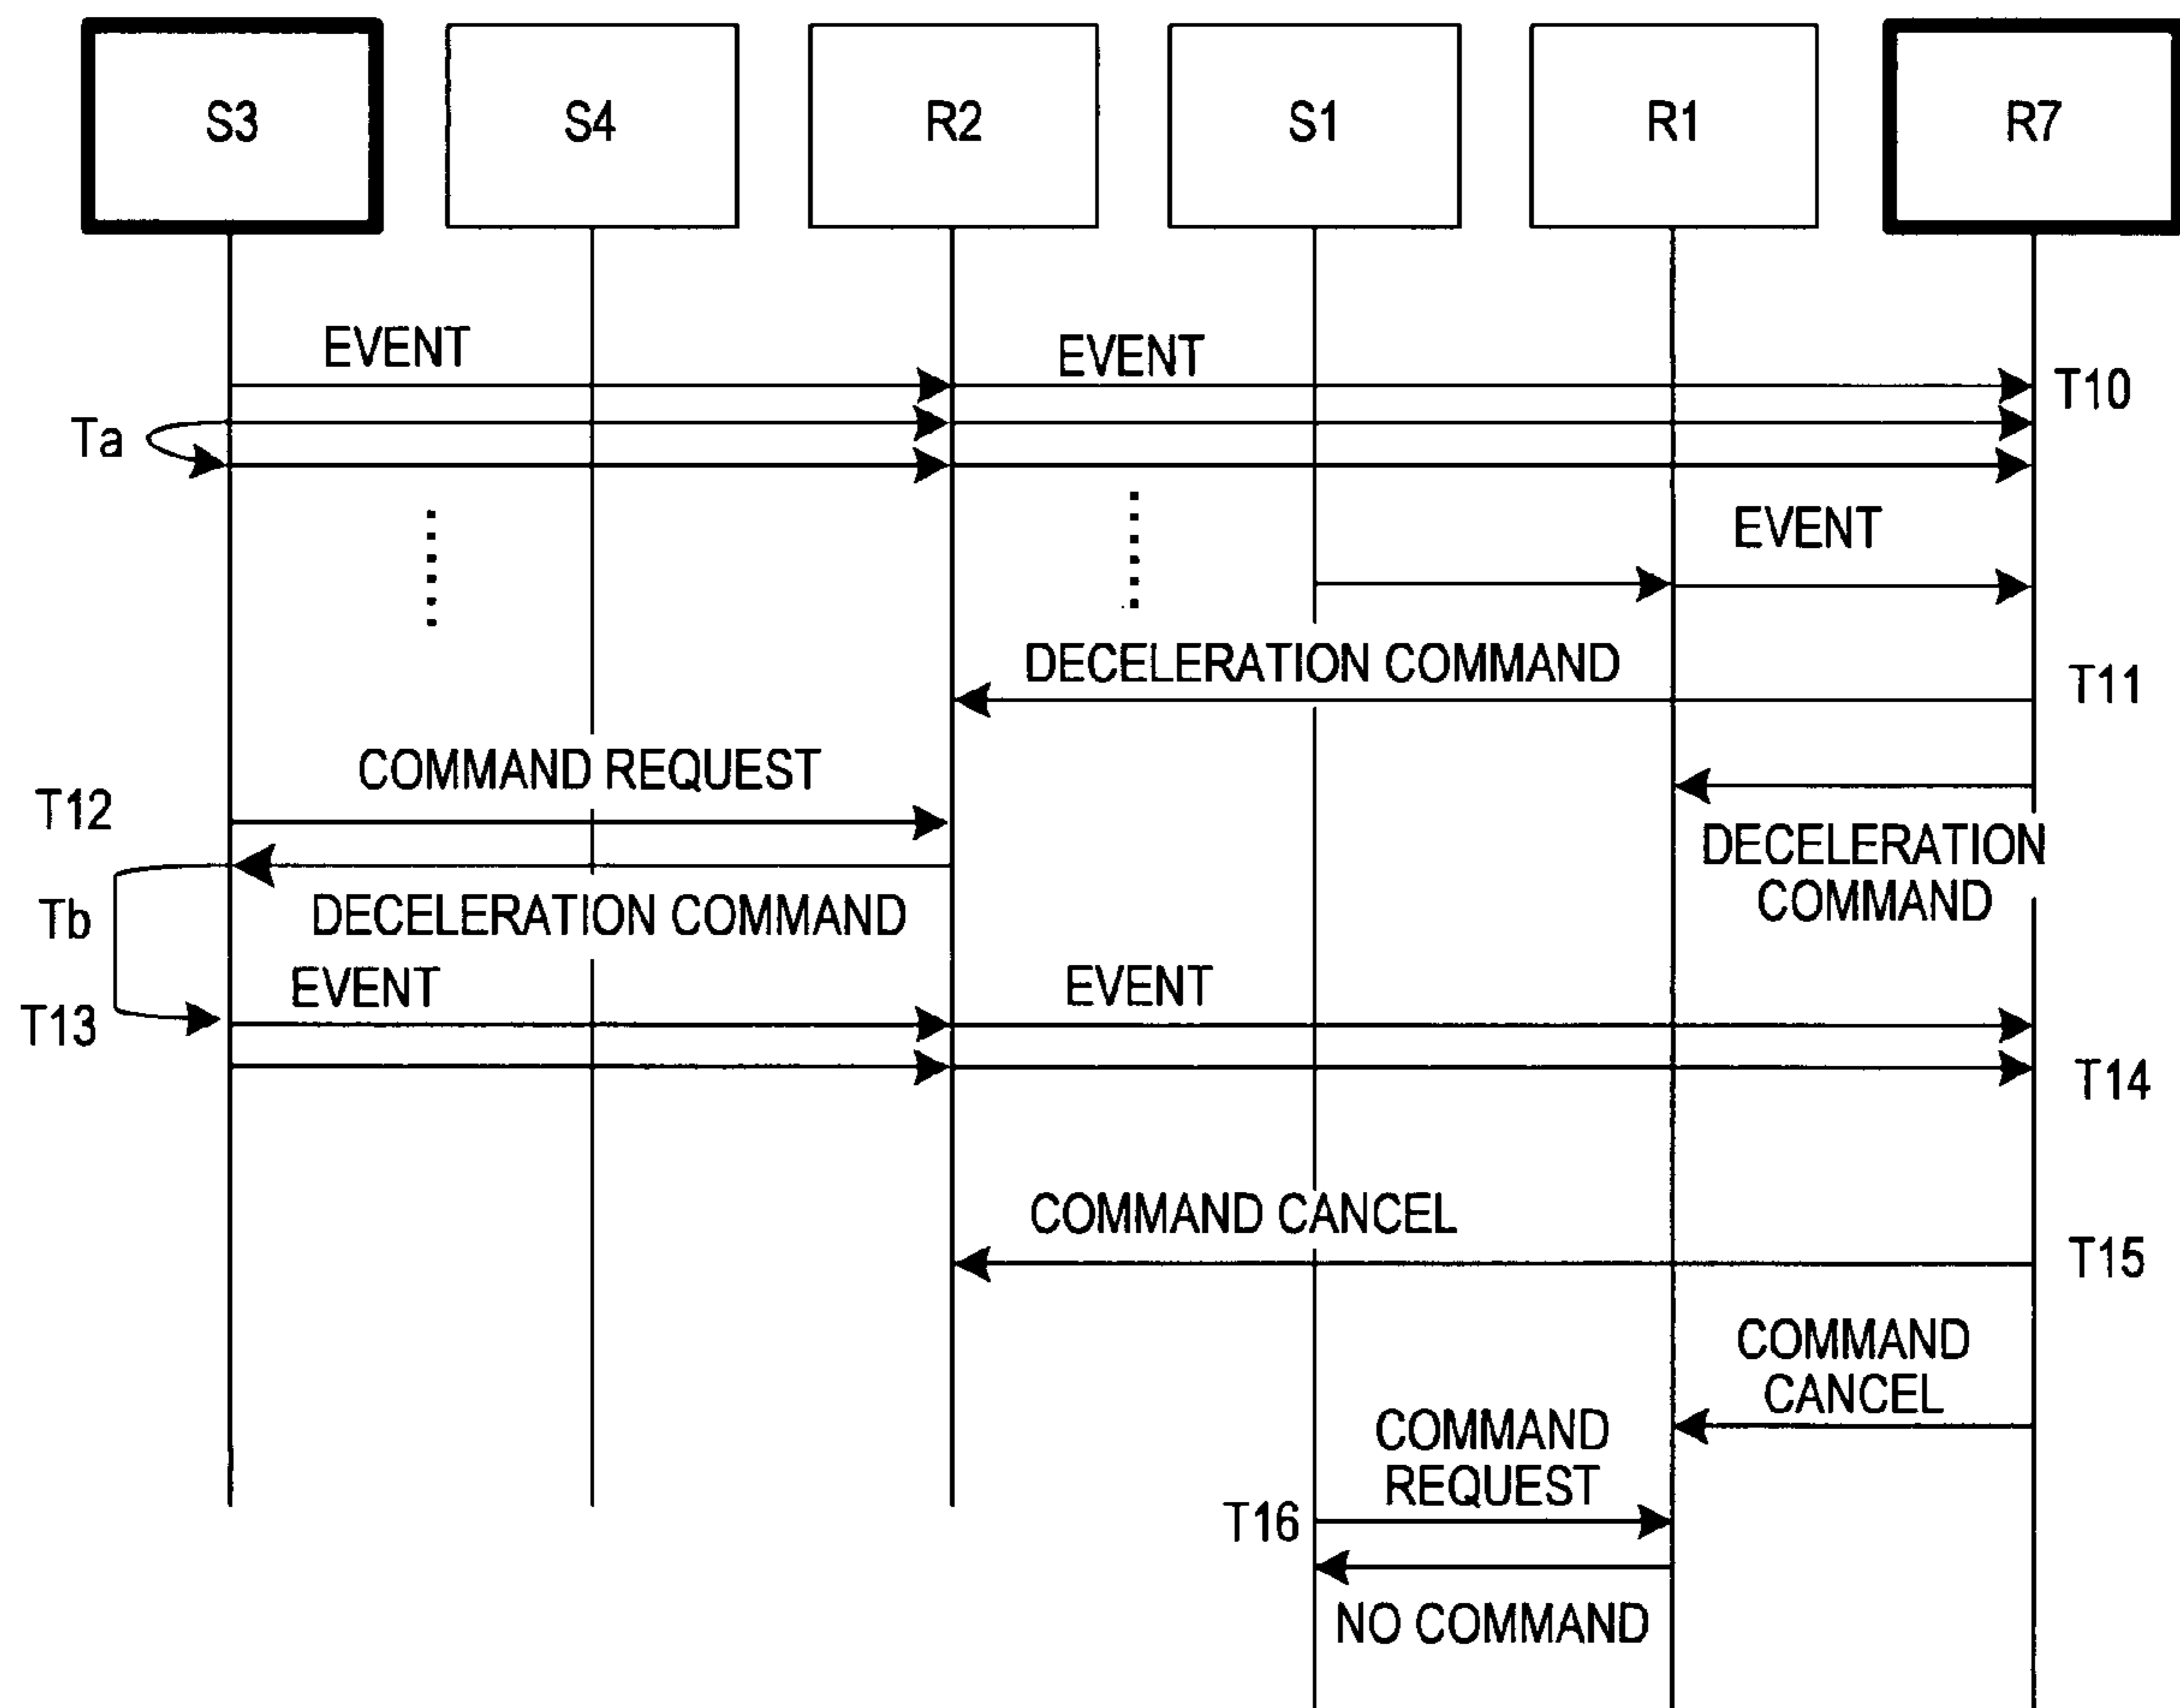 S3
S4
R2
S1
R1
R7
EVENT
EVENT
T10
Ta
EVENT
DECELERATION COMMAND
T11
COMMAND REQUEST
T12
DECELERATION
COMMAND
Tb
DECELERATION COMMAND
EVENT
EVENT
T13
T14
COMMAND CANCEL
T15
COMMAND
CANCEL
COMMAND
REQUEST
T16
NO COMMAND